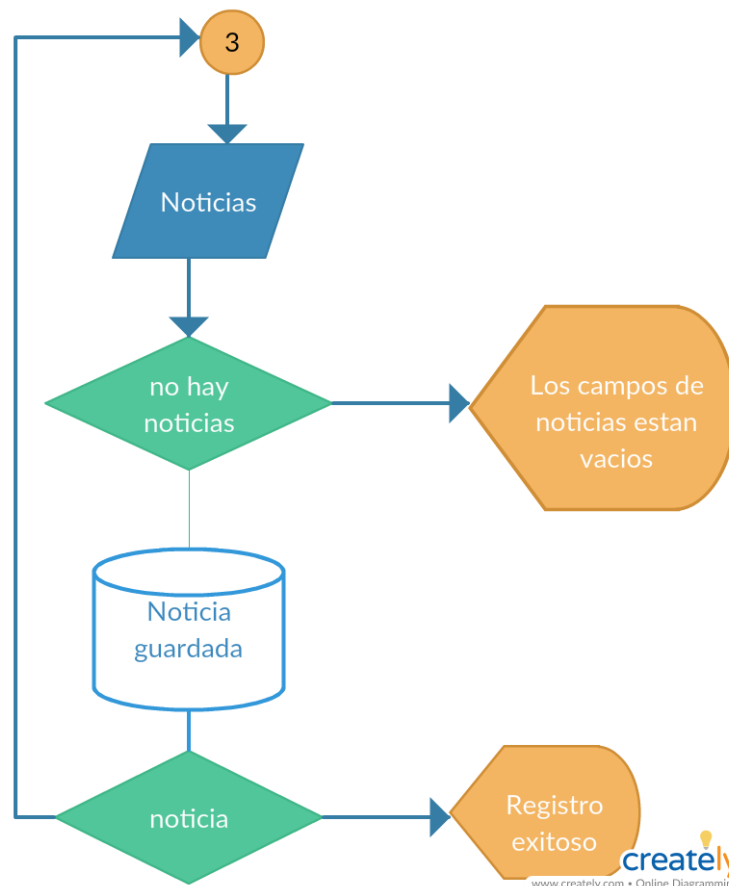 3
Noticias
no hay
noticias
Los campos de
noticias estan
vacios
Noticia
guardada
noticia
Registro
exitoso
creately
www.creately.com • Online Diagramming